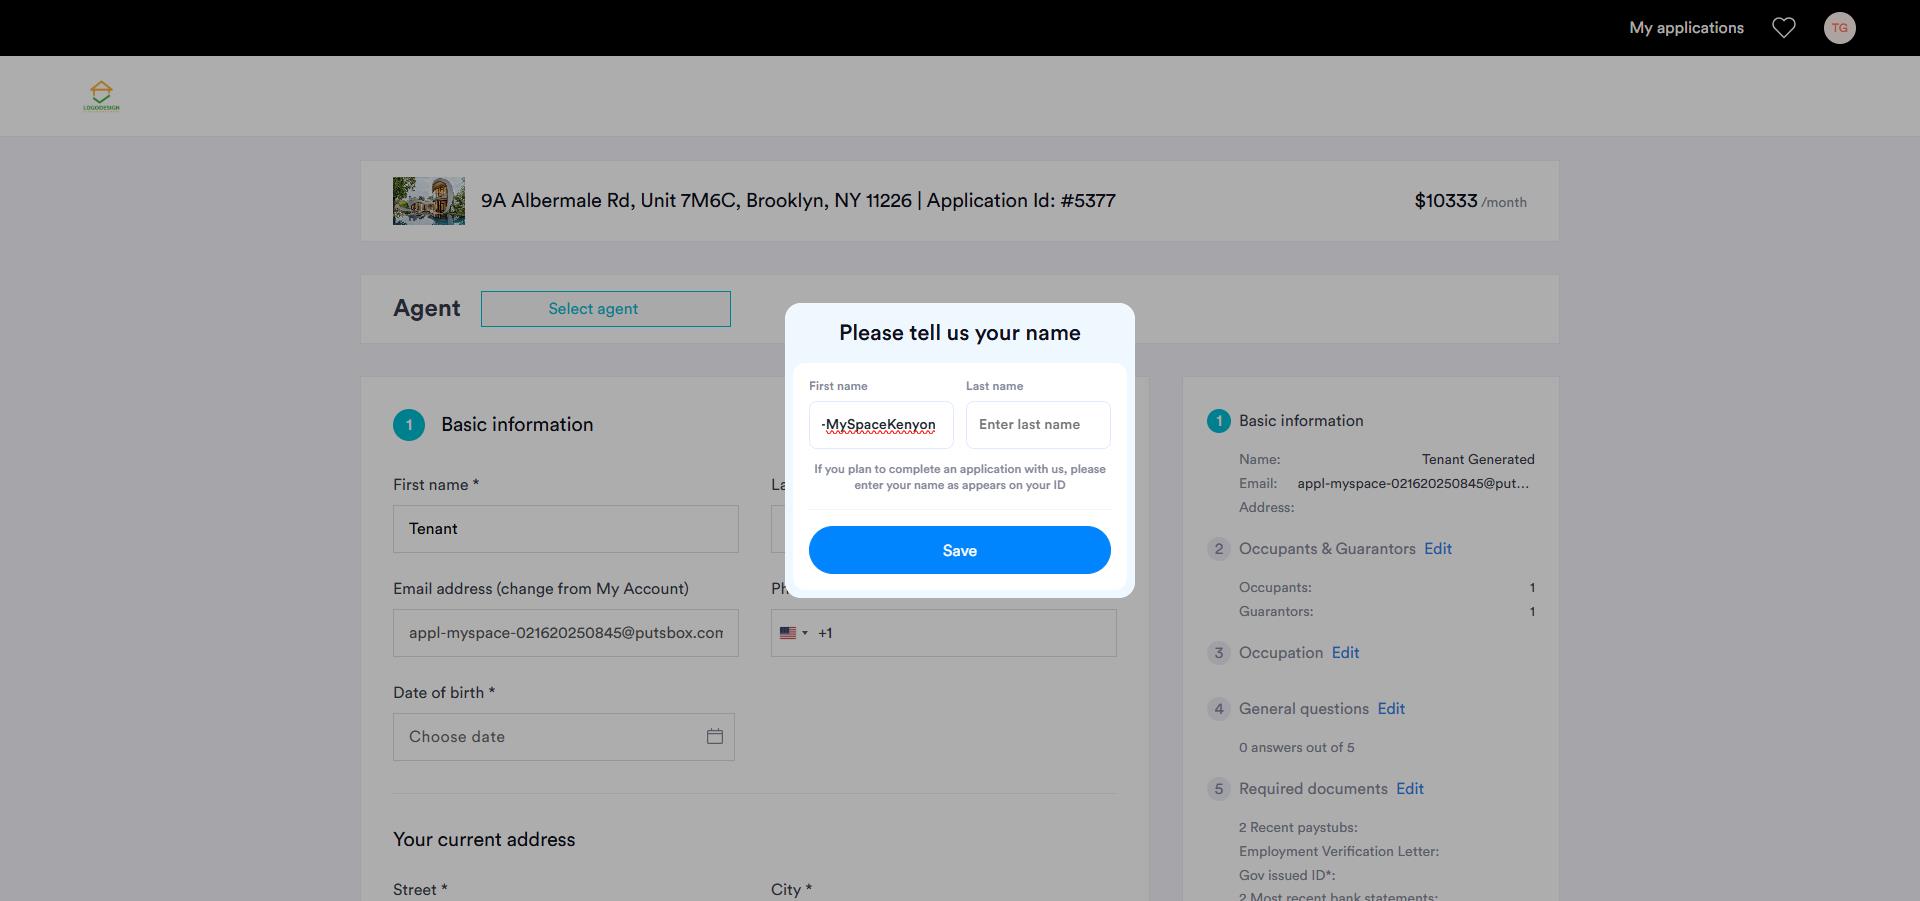 My applications
TG
LOGODESIGN
9A Albermale Rd, Unit 7M6C, Brooklyn, NY 11226 | Application Id: #5377
$10333 /month
Agent
Select agent
Please tell us your name
First name
Last name
-MySpaceKenyon
Enter last name
If you plan to complete an application with us, please
enter your name as appears on your ID
Save
1 Basic information
First name *
La
Tenant
Email address (change from My Account)
Ph
appl-myspace-021620250845@putsbox.com
+1
Date of birth *
Choose date
Your current address
Street *
City *
1 Basic information
Name: Tenant Generated
Email: appl-myspace-021620250845@put...
Address:
2 Occupants & Guarantors Edit
Occupants: 1
Guarantors: 1
3 Occupation Edit
4 General questions Edit
0 answers out of 5
5 Required documents Edit
2 Recent paystubs:
Employment Verification Letter:
Gov issued ID*:
2 Most recent bank statements: